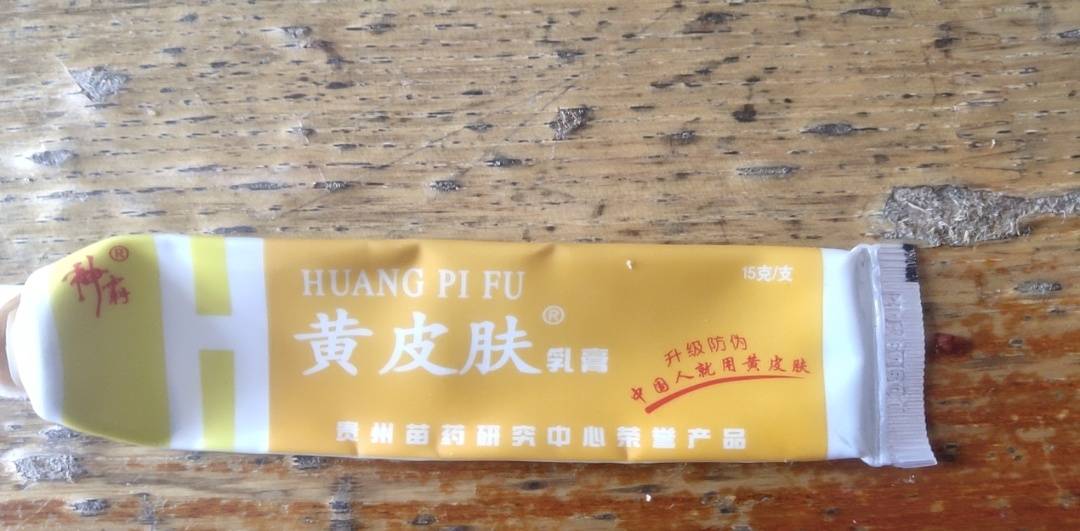 神奇®
HUANG PI FU
黄皮肤®乳膏
15克/支
升级防伪
中国人就用黄皮肤
贵州苗药研究中心荣誉产品